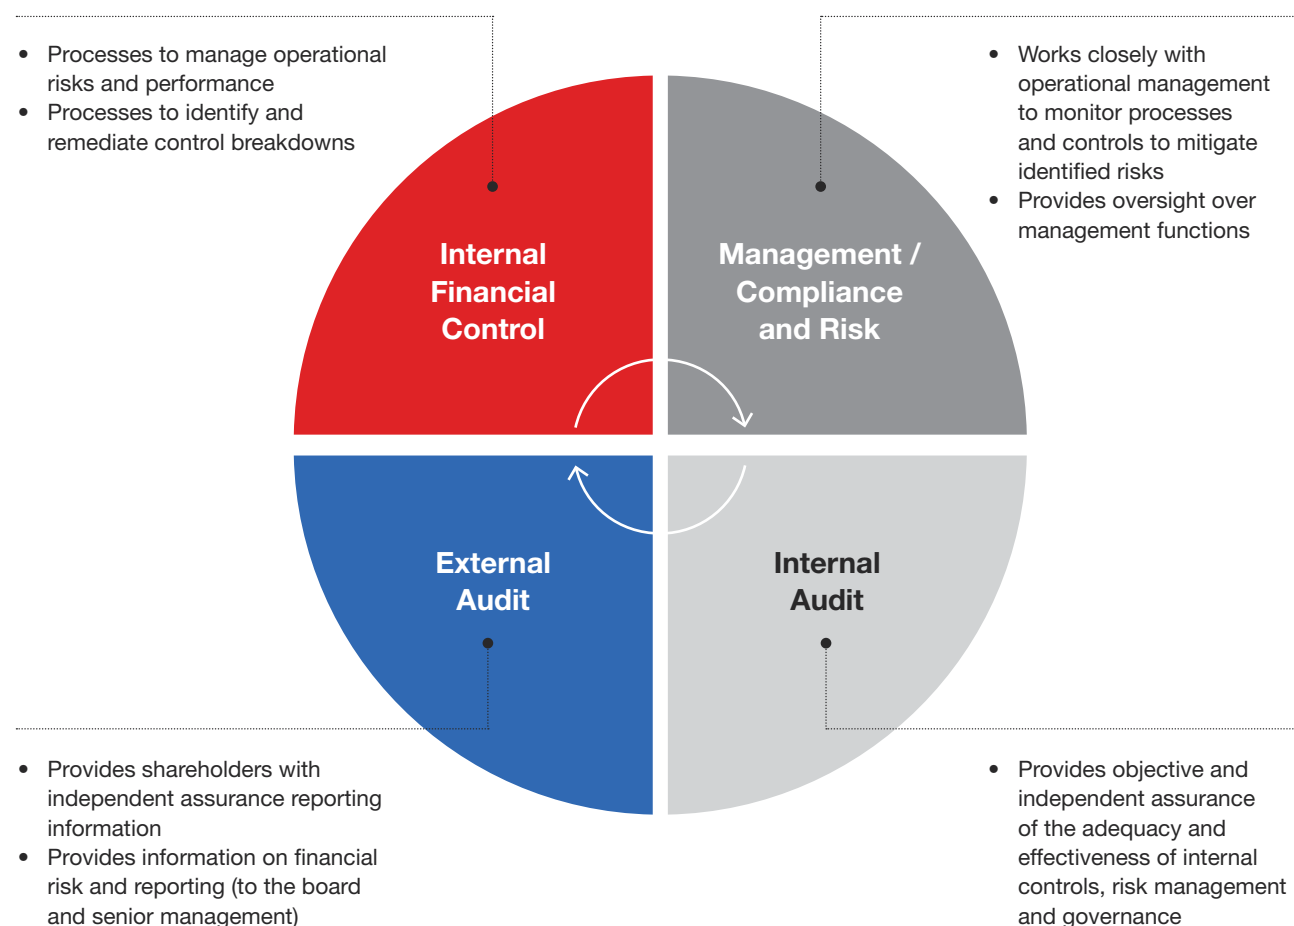 • Processes to manage operational
risks and performance
• Processes to identify and
remediate control breakdowns
• Works closely with
operational management
to monitor processes
and controls to mitigate
identified risks
• Provides oversight over
management functions
Internal
Financial
Control
Management /
Compliance
and Risk
External
Audit
Internal
Audit
• Provides shareholders with
independent assurance reporting
information
• Provides information on financial
risk and reporting (to the board
and senior management)
• Provides objective and
independent assurance
of the adequacy and
effectiveness of internal
controls, risk management
and governance